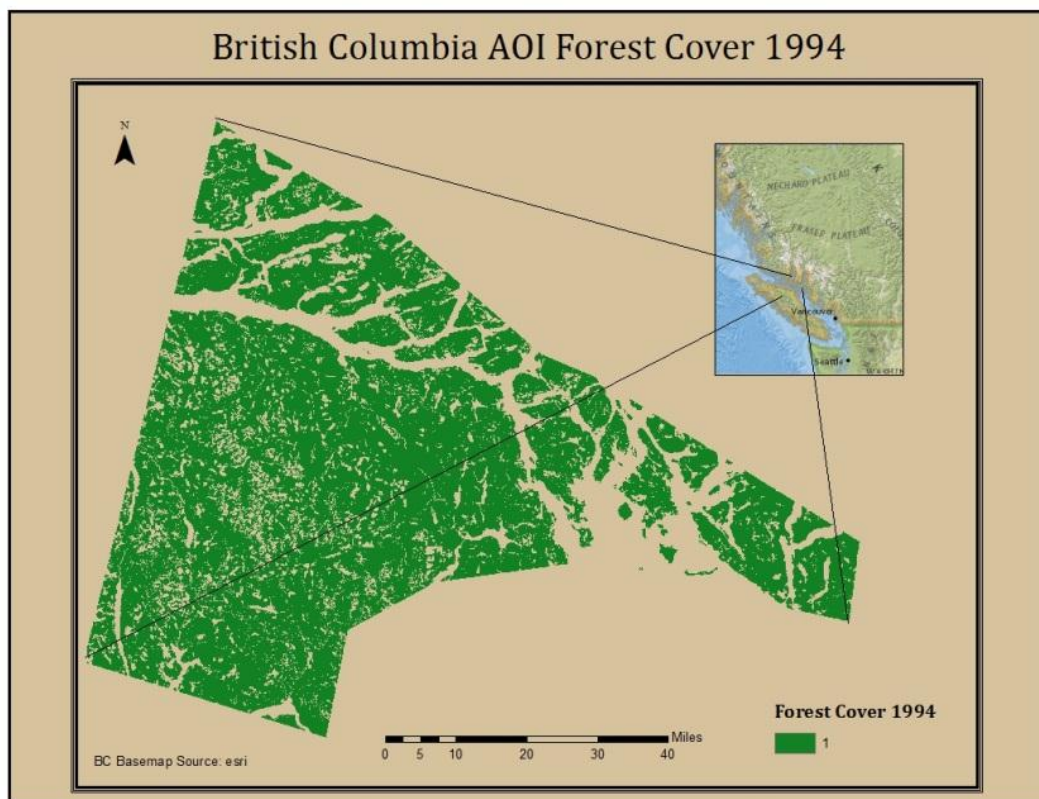 British Columbia AOI Forest Cover 1994
N
NECHARD PLATEAU
FRASER PLATEAU
Vancouver
Seattle
Forest Cover 1994
1
Miles
0 5 10 20 30 40
BC Basemap Source: esri